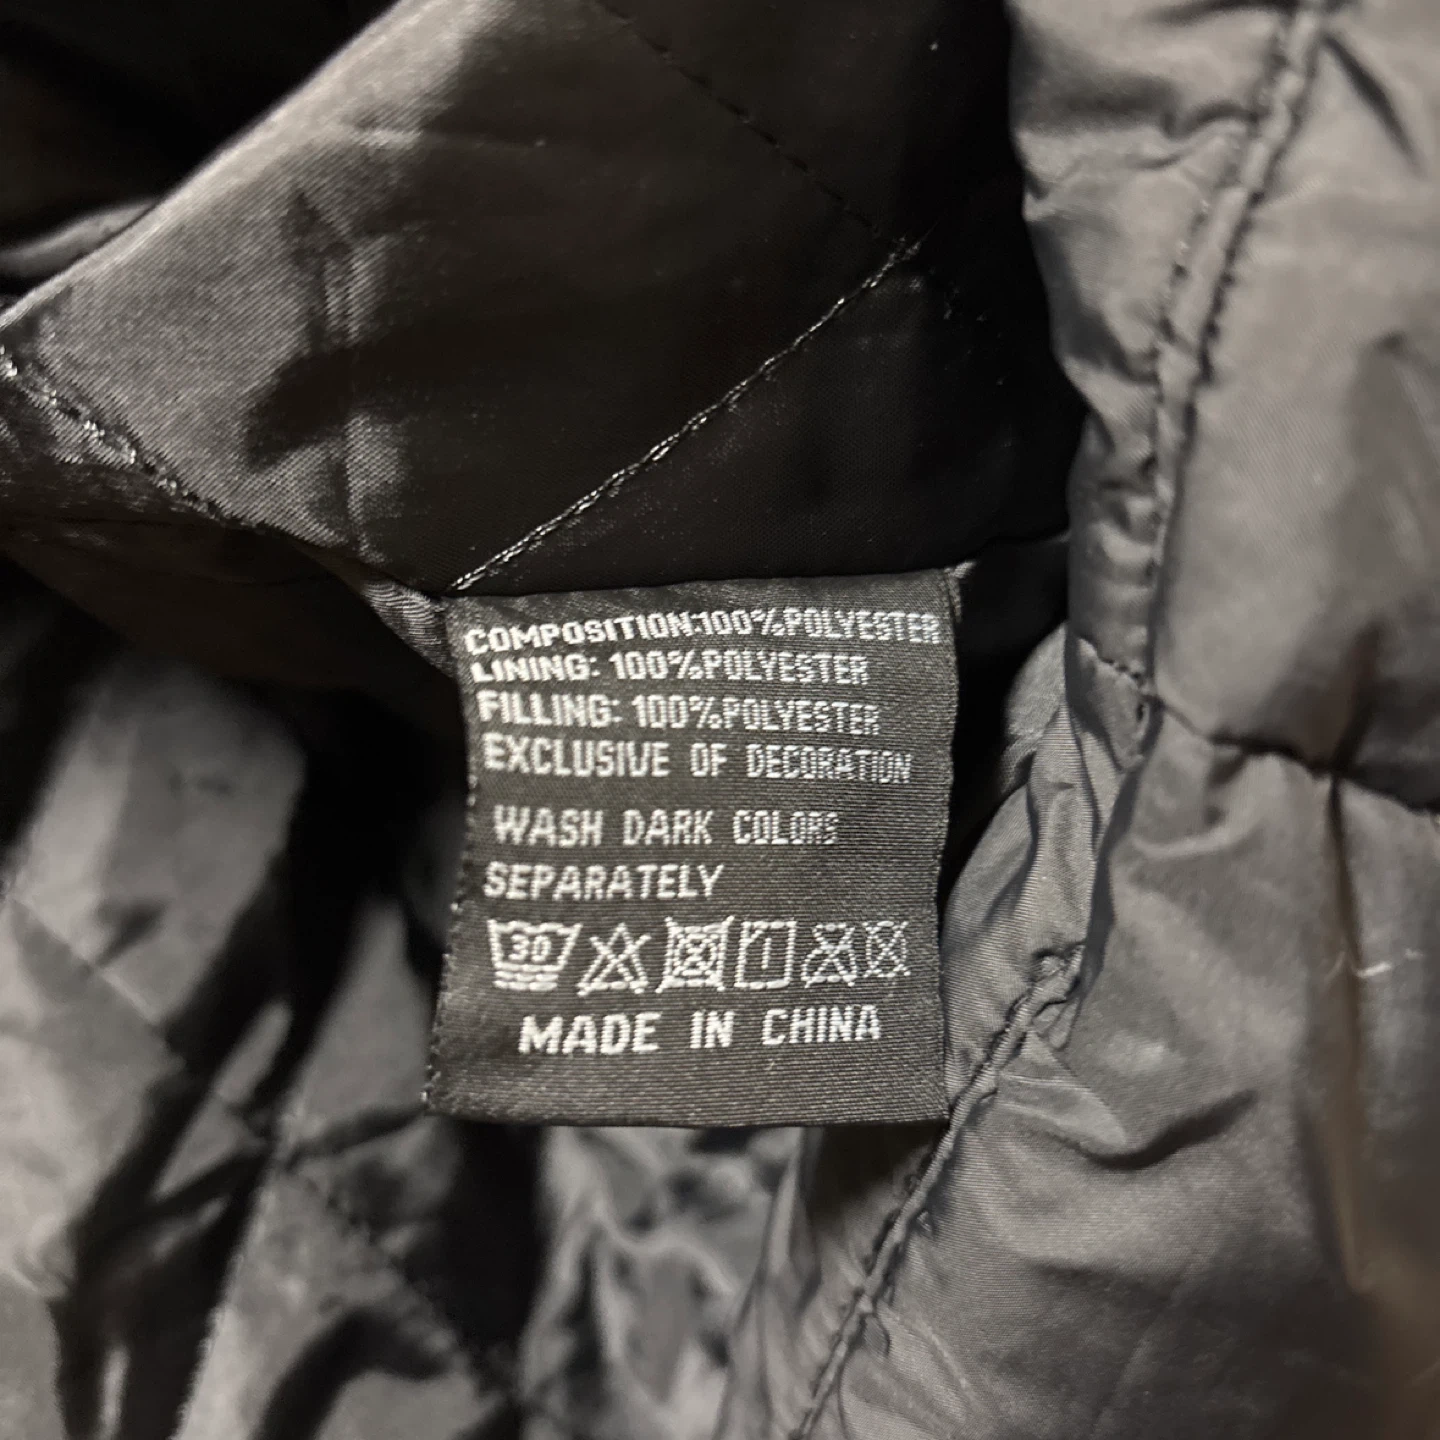 COMPOSITION:100%POLYESTER
LINING: 100%POLYESTER
FILLING: 100%POLYESTER
EXCLUSIVE OF DECORATION
WASH DARK COLORS
SEPARATELY
30
MADE IN CHINA